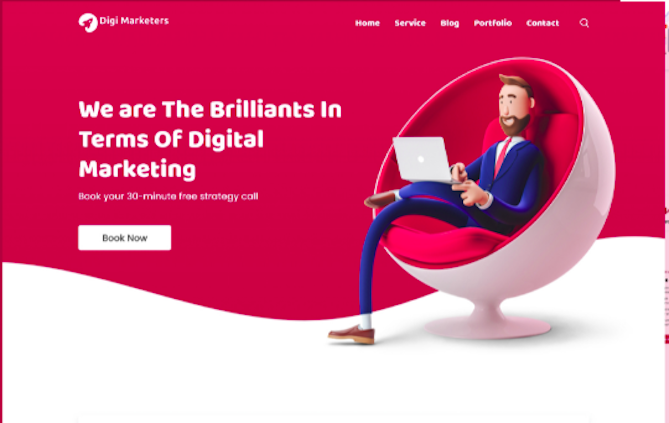 Digi Marketers
Home Service Blog Portfolio Contact
We are The Brilliants In
Terms Of Digital
Marketing
Book your 30-minute free strategy call
Book Now